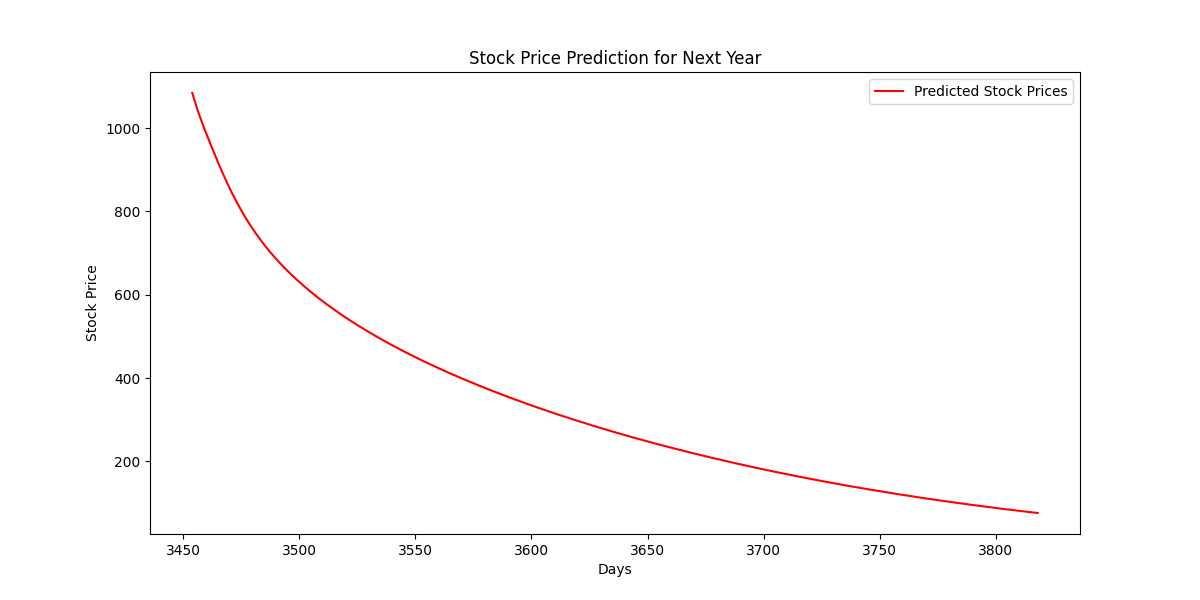 Stock Price Prediction for Next Year
Predicted Stock Prices
1000
800
600
400
200
Stock Price
3450 3500 3550 3600 3650 3700 3750 3800
Days